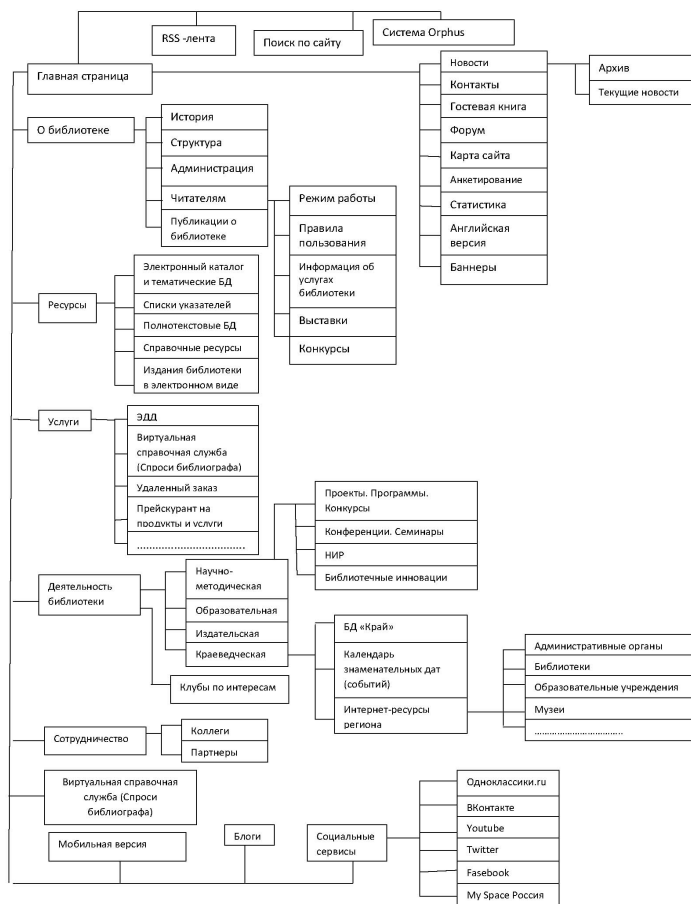 RSS -лента
Поиск по сайту
Система Orphus
Главная страница
Новости
Контакты
Гостевая книга
Форум
Карта сайта
Анкетирование
Статистика
Английская
версия
Баннеры
Архив
Текущие новости
О библиотеке
История
Структура
Администрация
Читателям
Публикации о
библиотеке
Режим работы
Правила
пользования
Информация об
услугах
библиотеки
Выставки
Конкурсы
Ресурсы
Электронный каталог
и тематические БД
Списки указателей
Полнотекстовые БД
Справочные ресурсы
Издания библиотеки
в электронном виде
Услуги
ЭДД
Виртуальная
справочная служба
(Спроси библиографа)
Удаленный заказ
Прейскурант на
продукты и услуги
……………………………
Деятельность
библиотеки
Научно-
методическая
Образовательная
Издательская
Краеведческая
Клубы по интересам
Проекты. Программы.
Конкурсы
Конференции. Семинары
НИР
Библиотечные инновации
БД «Край»
Календарь
знаменательных дат
(событий)
Интернет-ресурсы
региона
Административные органы
Библиотеки
Образовательные учреждения
Музеи
……………………………
Сотрудничество
Коллеги
Партнеры
Виртуальная справочная
служба (Спроси
библиографа)
Мобильная версия
Блоги
Социальные
сервисы
Одноклассики.ru
ВКонтакте
Youtube
Twitter
Fasebook
My Space Россия